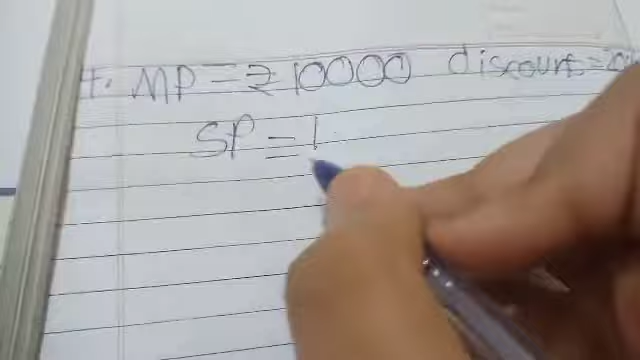 7. MP = ₹ 10000 discount =
SP = 1